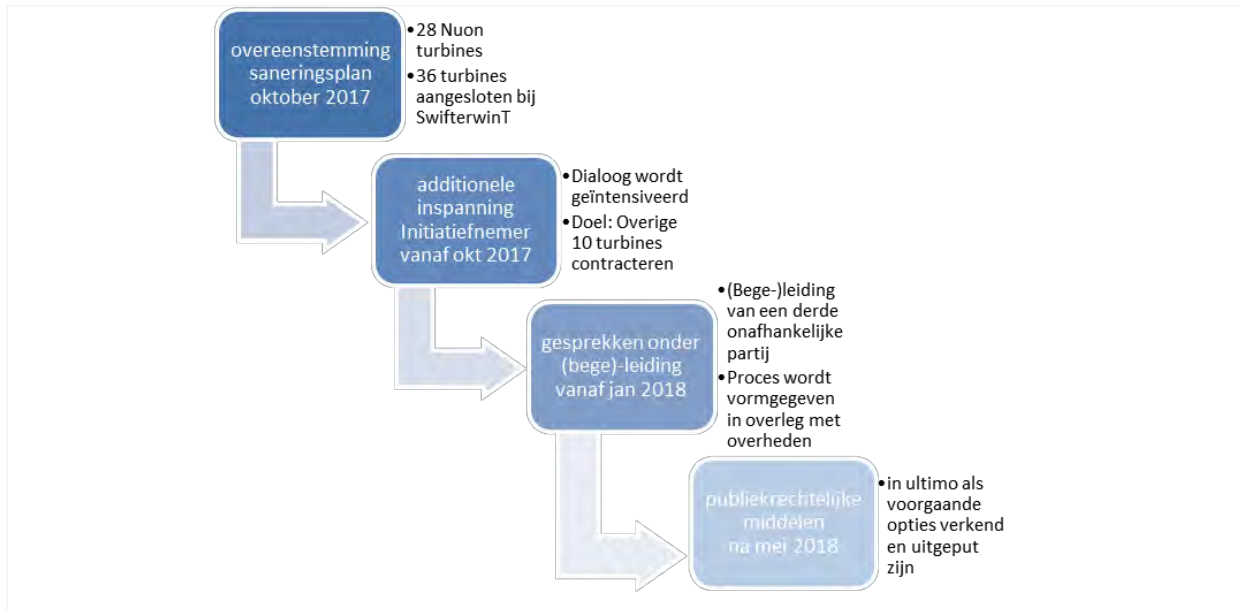 overeenstemming
saneringsplan
oktober 2017
•28 Nuon
turbines
•36 turbines
aangesloten bij
SwifterwinT
additionele
inspanning
Initiatiefnemer
vanaf okt 2017
•Dialoog wordt
geïntensiveerd
•Doel: Overige
10 turbines
contracteren
gesprekken onder
(bege)-leiding
vanaf jan 2018
•(Bege-)leiding
van een derde
onafhankelijke
partij
•Proces wordt
vormgegeven
in overleg met
overheden
publiekrechtelijke
middelen
na mei 2018
•in ultimo als
voorgaande
opties verkend
en uitgeput
zijn